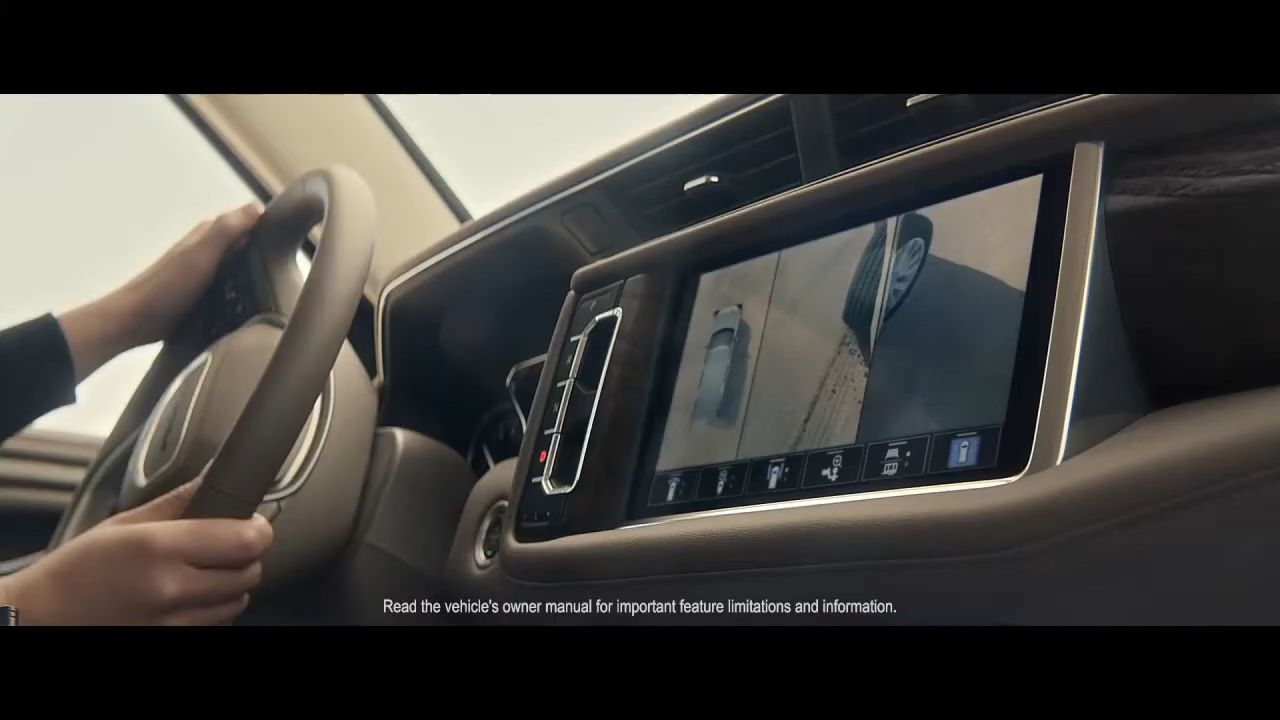 Read the vehicle's owner manual for important feature limitations and information.